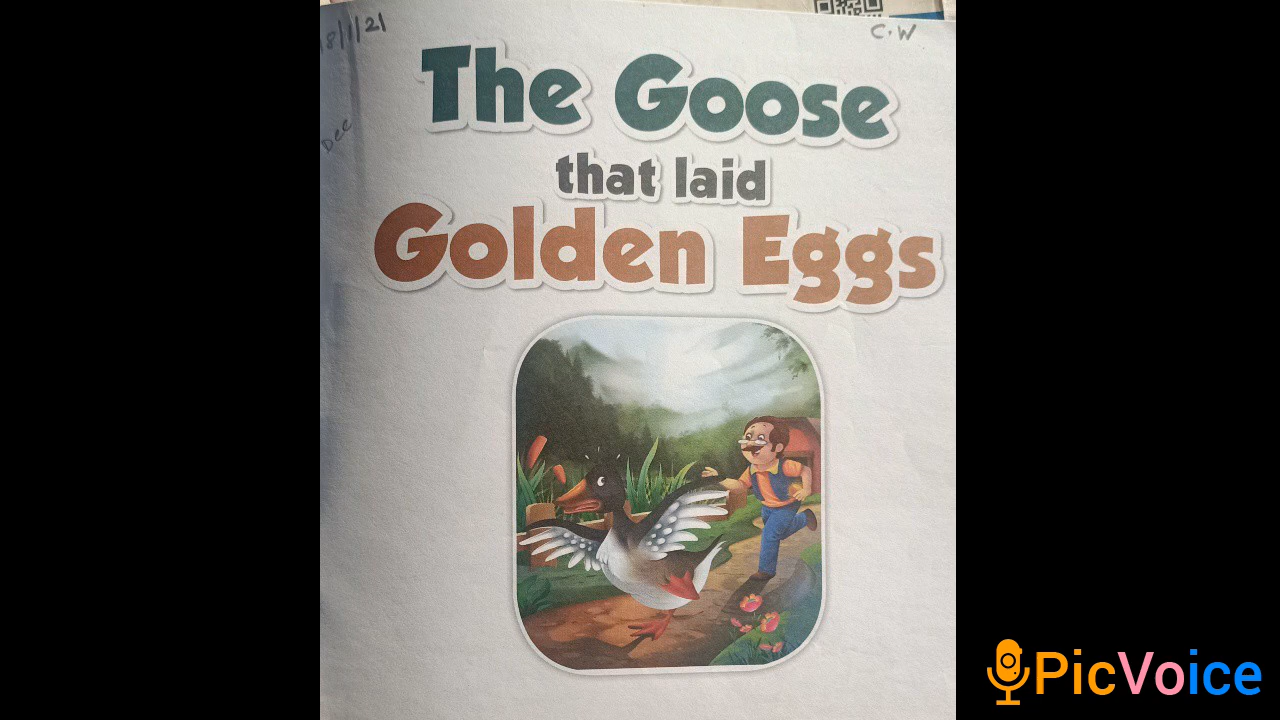 18/1/21
C.W
The Goose
that laid
Golden Eggs
Dec
PicVoice